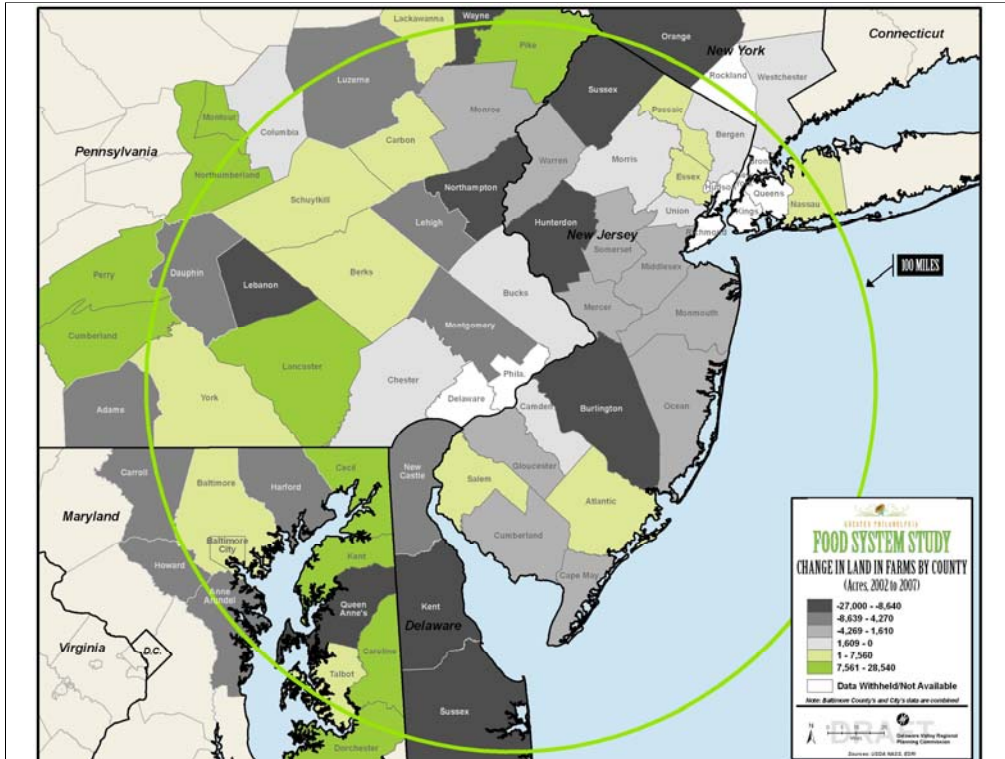 Wayne
Lackawanna
Pike
Orange
New York
Connecticut
Rockland
Westchester
Luzerne
Sussex
Passaic
Bergen
Montour
Columbia
Monroe
Pennsylvania
Carbon
Warren
Morris
Bronx
Essex
Hudson
Queens
Nassau
Northumberland
Northampton
Schuylkill
Lehigh
Hunterdon
New Jersey
Union
Kings
Richmond
Somerset
Middlesex
Perry
Dauphin
Lebanon
Berks
Bucks
Mercer
Monmouth
100 MILES
Cumberland
Montgomery
Loncoster
Phila.
Chester
Delaware
York
Adams
Camden
Burlington
Ocean
Carroll
Baltimore
Harford
Cecil
New
Castle
Gloucester
Salem
Atlantic
Maryland
Baltimore
City
Cumberland
Howard
Kent
Cape May
Anne
Arundel
Queen
Anne's
Kent
Delaware
Virginia
D.C.
Talbot
Caroline
Sussex
Dorchester
GREATER PHILADELPHIA
FOOD SYSTEM STUDY
CHANGE IN LAND IN FARMS BY COUNTY
(Acres, 2002 to 2007)
-27,000 - -8,640
-8,639 - 4,270
-4,269 - 1,610
1,609 - 0
1 - 7,560
7,561 - 28,540
Data Withheld/Not Available
Note: Baltimore County's and City's data are combined
N
DRAFT
Delaware Valley Regional
Planning Commission
Sources: USDA NASS, ESRI